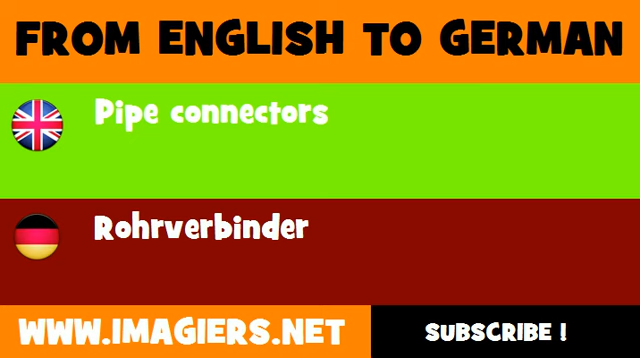 FROM ENGLISH TO GERMAN
Pipe connectors
Rohrverbinder
WWW.IMAGIERS.NET
SUBSCRIBE !